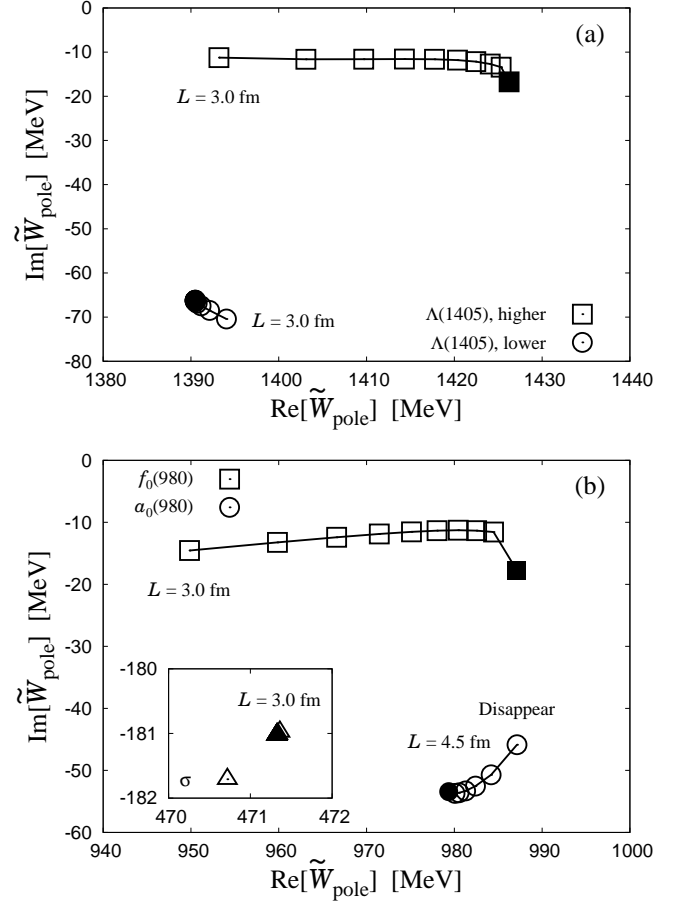 0
-10
-20
-30
-40
-50
-60
-70
-80
Im[W̃pole] [MeV]
(a)
L = 3.0 fm
L = 3.0 fm
Λ(1405), higher
Λ(1405), lower
1380 1390 1400 1410 1420 1430 1440
Re[W̃pole] [MeV]
0
-10
-20
-30
-40
-50
-60
Im[W̃pole] [MeV]
f0(980)
a0(980)
(b)
L = 3.0 fm
-180
-181
-182
L = 3.0 fm
σ
470 471 472
Disappear
L = 4.5 fm
940 950 960 970 980 990 1000
Re[W̃pole] [MeV]